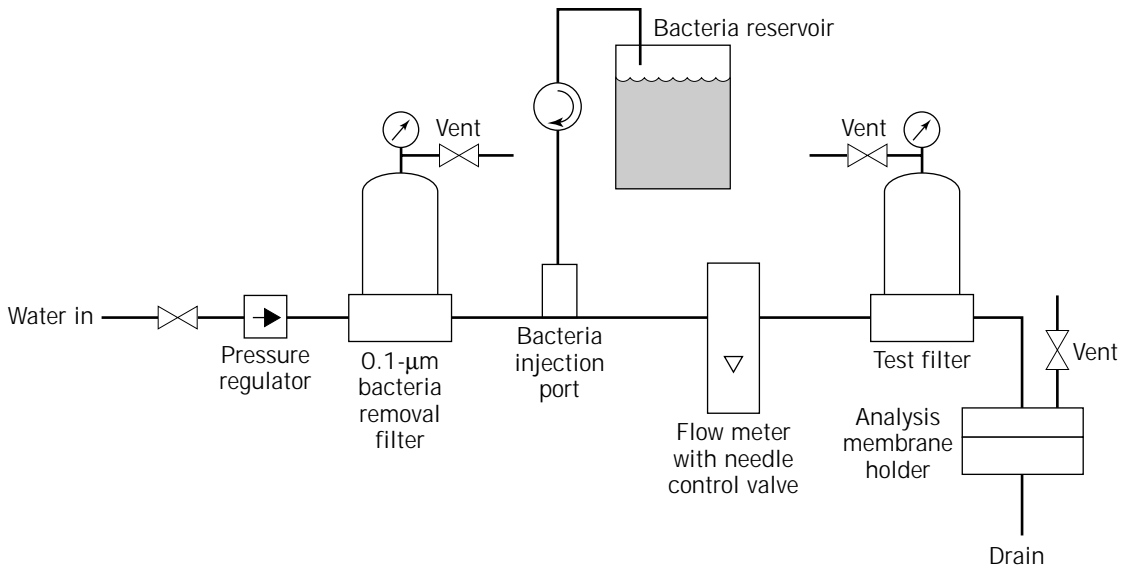 Bacteria reservoir
Vent
Vent
Water in
Pressure
regulator
0.1-μm
bacteria
removal
filter
Bacteria
injection
port
Flow meter
with needle
control valve
Test filter
Vent
Analysis
membrane
holder
Drain